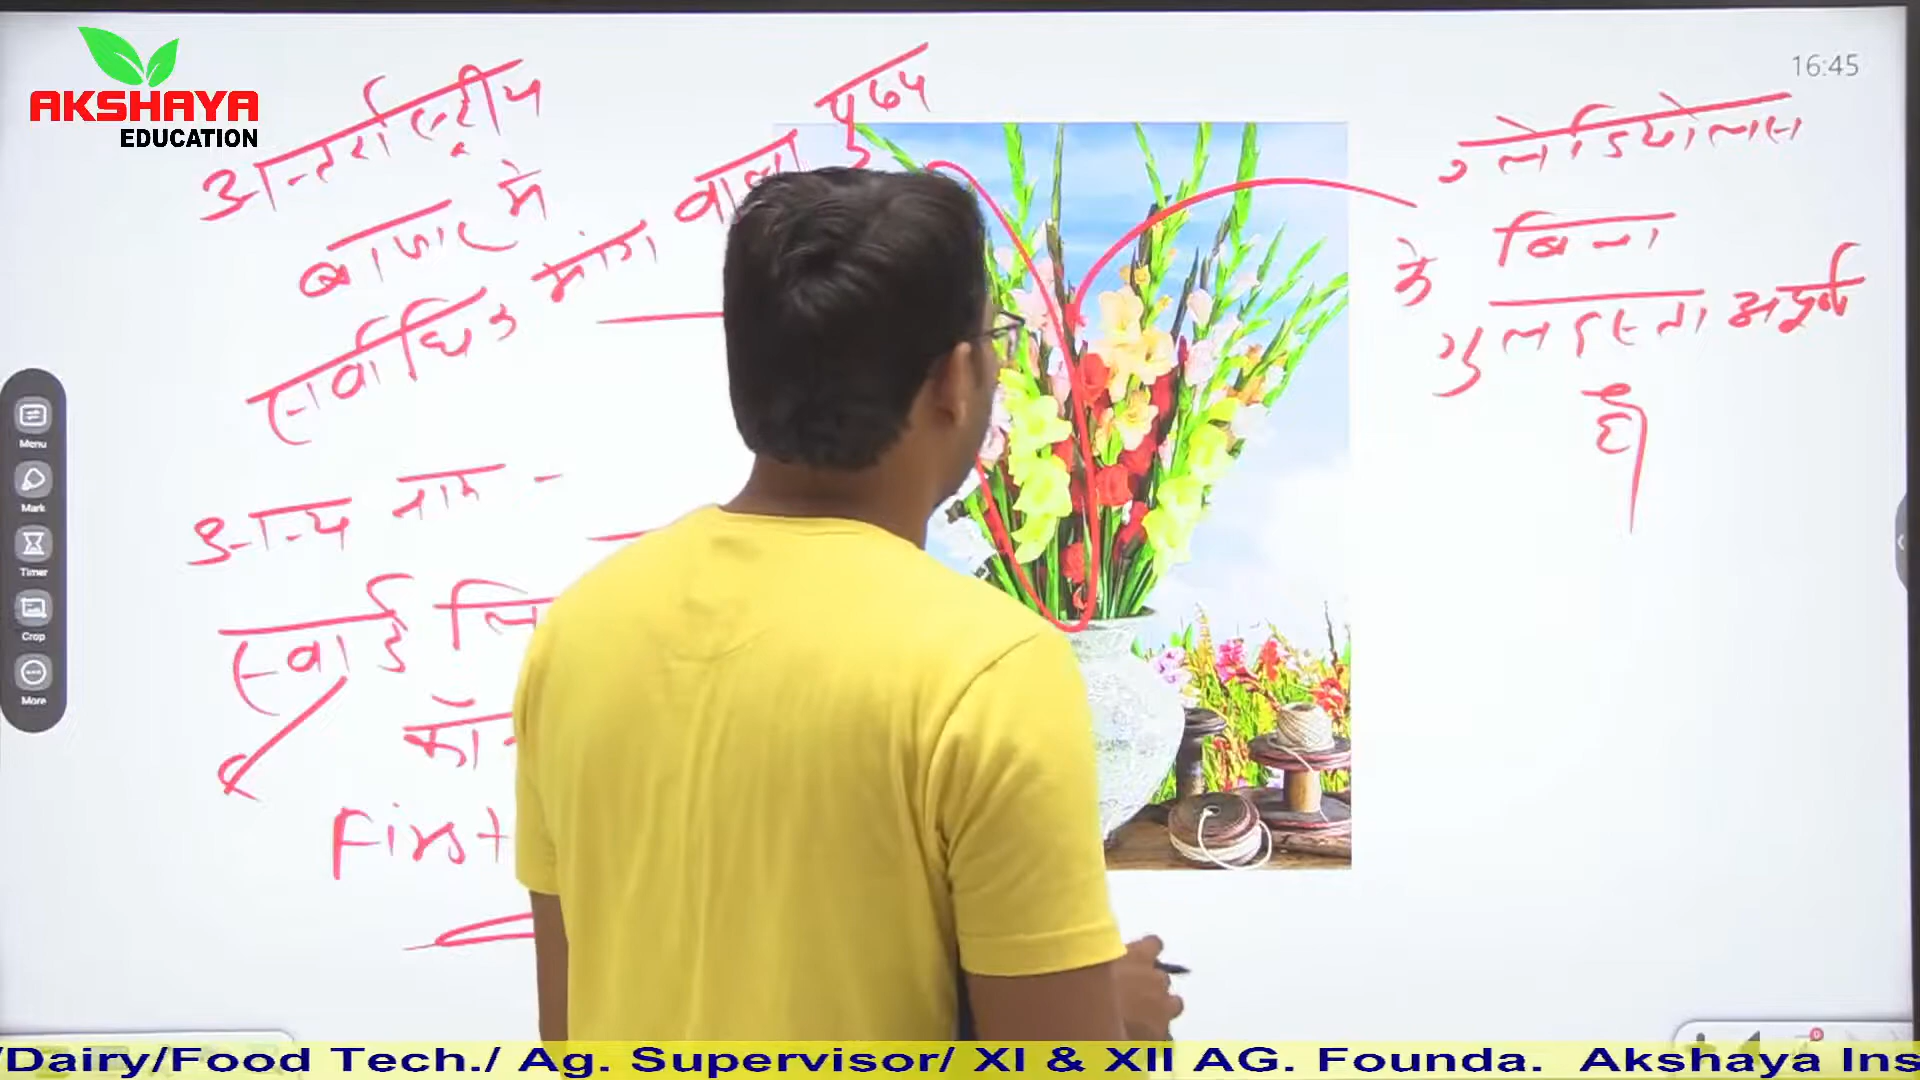 AKSHAYA
EDUCATION
16:45
अन्तर्राष्ट्रीय
बाजार में
सर्वाधिक मांग वाला पुष्प
अन्य नाम -
स्वार्ड लि
कॉ
First
ग्लेडियोलस
के बिना
गुलदस्ता अपूर्ण
है
Menu
Mark
Timer
Crop
More
/Dairy/Food Tech./ Ag. Supervisor/ XI & XII AG. Founda. Akshaya Ins